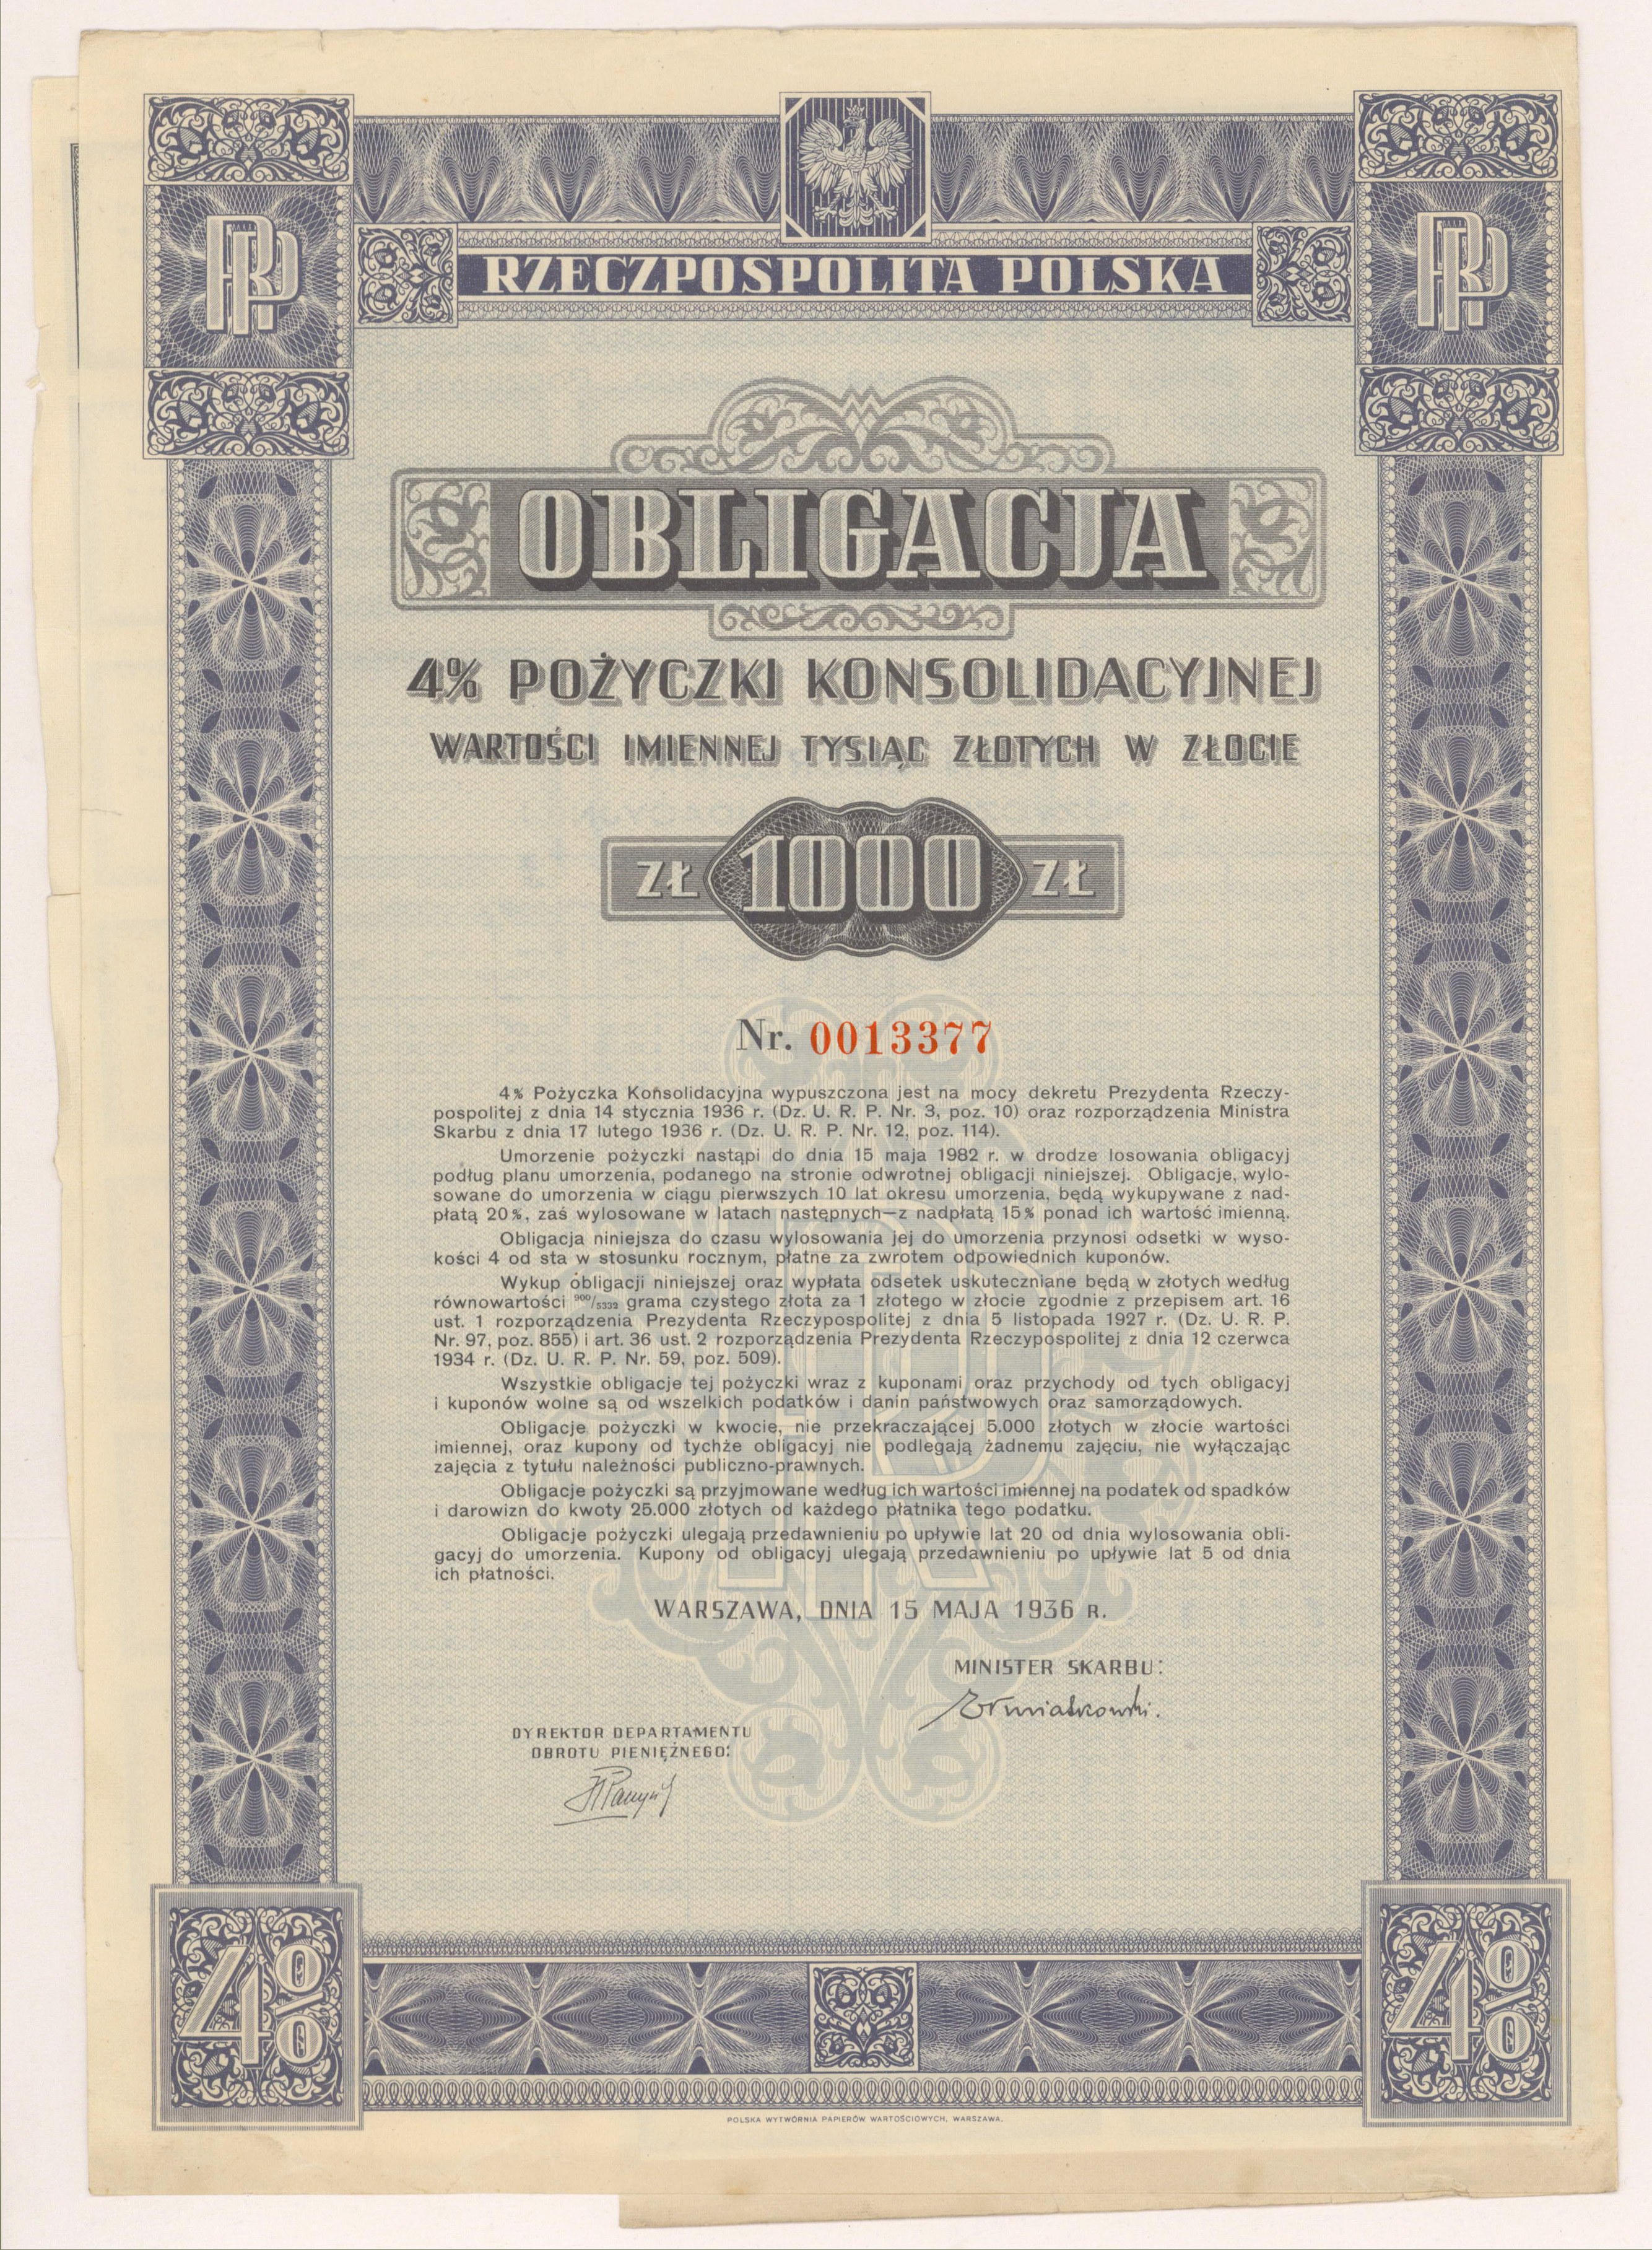 RP
RP
RZECZPOSPOLITA POLSKA
OBLIGACJA
4% POŻYCZKI KONSOLIDACYJNEJ
WARTOŚCI IMIENNEJ TYSIĄC ZŁOTYCH W ZŁOCIE
ZŁ 1000 ZŁ
Nr. 0013377
4% Pożyczka Konsolidacyjna wypuszczona jest na mocy dekretu Prezydenta Rzeczy-
pospolitej z dnia 14 stycznia 1936 r. (Dz. U. R. P. Nr. 3, poz. 10) oraz rozporządzenia Ministra
Skarbu z dnia 17 lutego 1936 r. (Dz. U. R. P. Nr. 12, poz. 114).
Umorzenie pożyczki nastąpi do dnia 15 maja 1982 r. w drodze losowania obligacyj
podług planu umorzenia, podanego na stronie odwrotnej obligacji niniejszej. Obligacje, wylo-
sowane do umorzenia w ciągu pierwszych 10 lat okresu umorzenia, będą wykupywane z nad-
płatą 20%, zaś wylosowane w latach następnych—z nadpłatą 15% ponad ich wartość imienną.
Obligacja niniejsza do czasu wylosowania jej do umorzenia przynosi odsetki w wyso-
kości 4 od sta w stosunku rocznym, płatne za zwrotem odpowiednich kuponów.
Wykup obligacji niniejszej oraz wypłata odsetek uskuteczniane będą w złotych według
równowartości 900/5332 grama czystego złota za 1 złotego w złocie zgodnie z przepisem art. 16
ust. 1 rozporządzenia Prezydenta Rzeczypospolitej z dnia 5 listopada 1927 r. (Dz. U. R. P.
Nr. 97, poz. 855) i art. 36 ust. 2 rozporządzenia Prezydenta Rzeczypospolitej z dnia 12 czerwca
1934 r. (Dz. U. R. P. Nr. 59, poz. 509).
Wszystkie obligacje tej pożyczki wraz z kuponami oraz przychody od tych obligacyj
i kuponów wolne są od wszelkich podatków i danin państwowych oraz samorządowych.
Obligacje pożyczki w kwocie, nie przekraczającej 5.000 złotych w złocie wartości
imiennej, oraz kupony od tychże obligacyj nie podlegają żadnemu zajęciu, nie wyłączając
zajęcia z tytułu należności publiczno-prawnych.
Obligacje pożyczki są przyjmowane według ich wartości imiennej na podatek od spadków
i darowizn do kwoty 25.000 złotych od każdego płatnika tego podatku.
Obligacje pożyczki ulegają przedawnieniu po upływie lat 20 od dnia wylosowania obli-
gacyj do umorzenia. Kupony od obligacyj ulegają przedawnieniu po upływie lat 5 od dnia
ich płatności.
WARSZAWA, DNIA 15 MAJA 1936 R.
MINISTER SKARBU:
DYREKTOR DEPARTAMENTU
OBROTU PIENIĘŻNEGO:
4%
4%
POLSKA WYTWÓRNIA PAPIERÓW WARTOŚCIOWYCH, WARSZAWA.